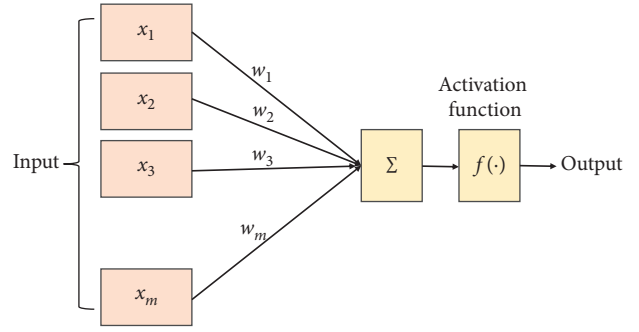 Input
x₁
x₂
x₃
xₘ
w₁
w₂
w₃
wₘ
Σ
Activation
function
f(·)
Output